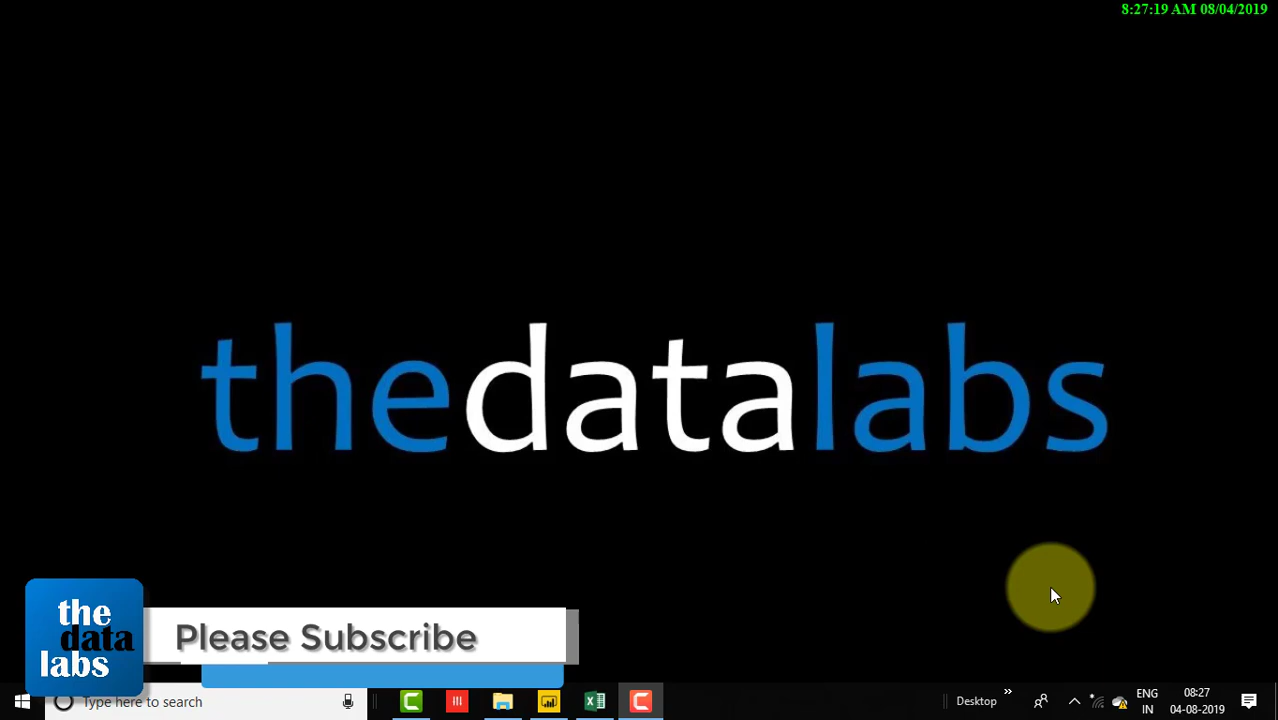 8:27:19 AM 08/04/2019
thedatalabs
the
data
labs
Please Subscribe
Type here to search
Desktop
ENG
IN
08:27
04-08-2019